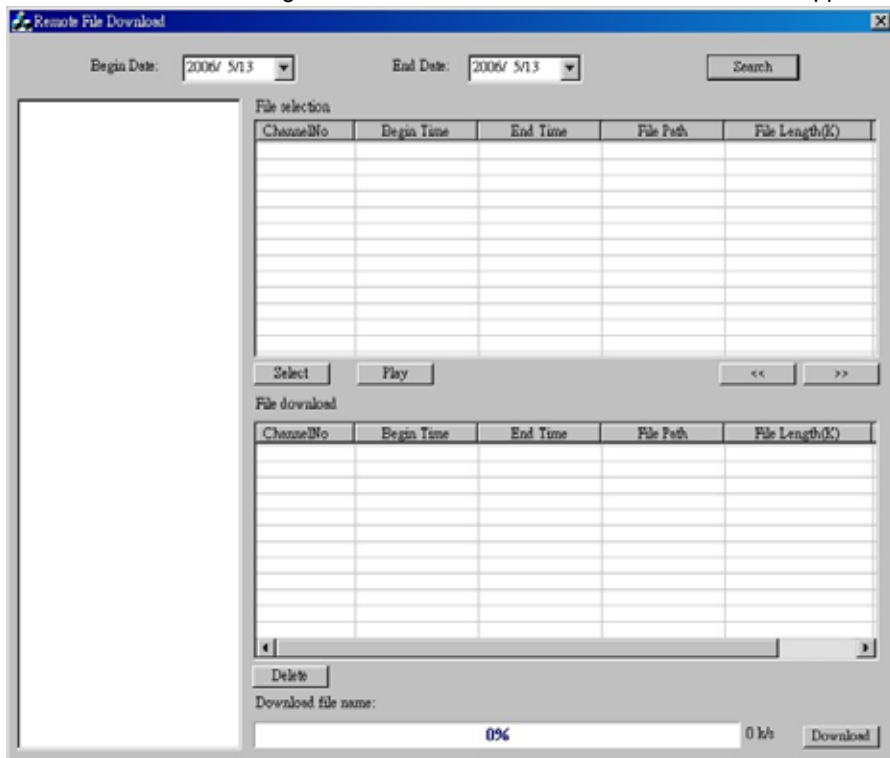 Remote File Download
Begin Date: 2006/ 5/13 End Date: 2006/ 5/13 Search
File selection
ChannelNo Begin Time End Time File Path File Length(K)
Select Play << >>
File download
ChannelNo Begin Time End Time File Path File Length(K)
Delete
Download file name:
0% 0 k/s Download